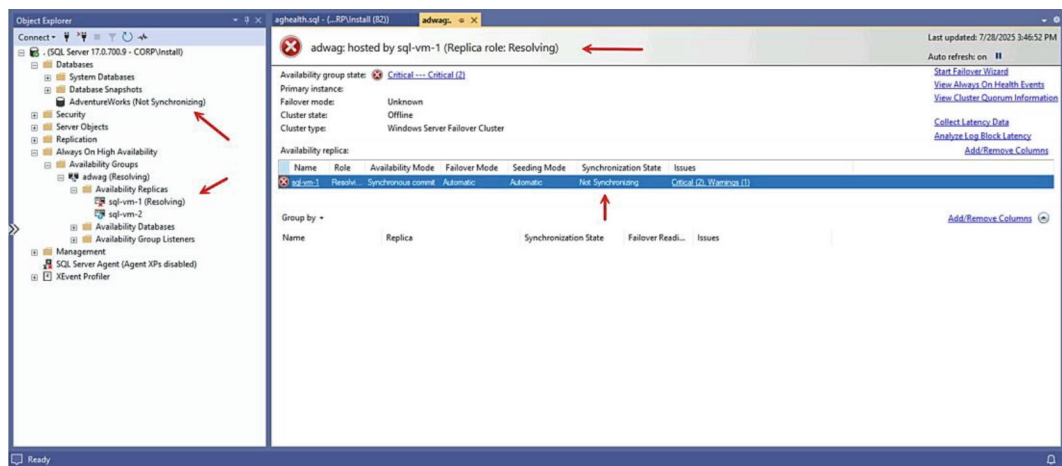 Object Explorer
Connect
. (SQL Server 17.0.700.9 - CORP\Install)
Databases
System Databases
Database Snapshots
AdventureWorks (Not Synchronizing)
Security
Server Objects
Replication
Always On High Availability
Availability Groups
adwag (Resolving)
Availability Replicas
sql-vm-1 (Resolving)
sql-vm-2
Availability Databases
Availability Group Listeners
Management
SQL Server Agent (Agent XPs disabled)
XEvent Profiler
aghealth.sql - (...RP\Install (82)) adwag:.
adwag: hosted by sql-vm-1 (Replica role: Resolving)
Last updated: 7/28/2025 3:46:52 PM
Auto refresh: on
Availability group state: Critical --- Critical (2)
Primary instance:
Failover mode: Unknown
Cluster state: Offline
Cluster type: Windows Server Failover Cluster
Start Failover Wizard
View Always On Health Events
View Cluster Quorum Information
Collect Latency Data
Analyze Log Block Latency
Availability replica: Add/Remove Columns
Name Role Availability Mode Failover Mode Seeding Mode Synchronization State Issues
sql-vm-1 Resolvi... Synchronous commit Automatic Automatic Not Synchronizing Critical (2), Warnings (1)
Group by Add/Remove Columns
Name Replica Synchronization State Failover Readi... Issues
Ready